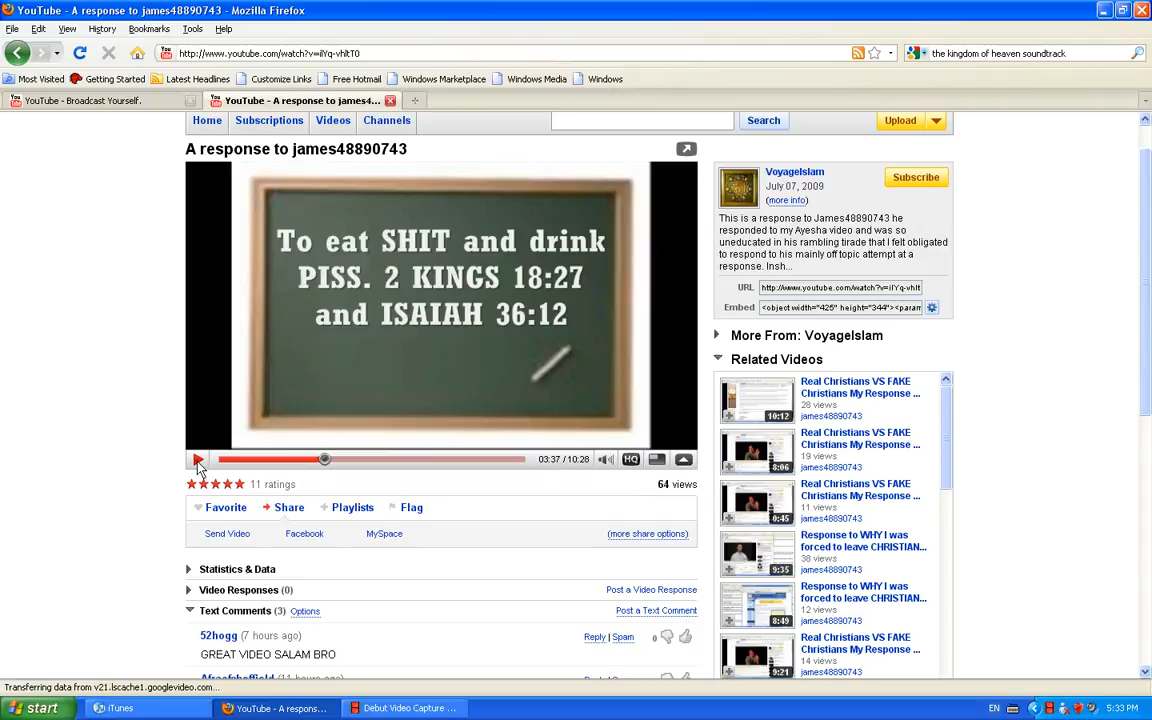 YouTube - A response to james48890743 - Mozilla Firefox
File Edit View History Bookmarks Tools Help
http://www.youtube.com/watch?v=iIYq-vhltT0
the kingdom of heaven soundtrack
Most Visited Getting Started Latest Headlines Customize Links Free Hotmail Windows Marketplace Windows Media Windows
YouTube - Broadcast Yourself. YouTube - A response to james4...
Home Subscriptions Videos Channels Search Upload
A response to james48890743
To eat SHIT and drink
PISS. 2 KINGS 18:27
and ISAIAH 36:12
03:37 / 10:28 HQ
11 ratings 64 views
Favorite Share Playlists Flag
Send Video Facebook MySpace (more share options)
Statistics & Data
Video Responses (0) Post a Video Response
Text Comments (3) Options Post a Text Comment
52hogg (7 hours ago) Reply | Spam 0
GREAT VIDEO SALAM BRO
VoyageIslam
July 07, 2009
(more info)
Subscribe
This is a response to James48890743 he
responded to my Ayesha video and was so
uneducated in his rambling tirade that I felt obligated
to respond to his mainly off topic attempt at a
response. Insh...
URL http://www.youtube.com/watch?v=iIYq-vhlt
Embed <object width="425" height="344"><param
More From: VoyageIslam
Related Videos
Real Christians VS FAKE
Christians My Response ...
28 views
james48890743
10:12
Real Christians VS FAKE
Christians My Response ...
19 views
james48890743
8:06
Real Christians VS FAKE
Christians My Response ...
11 views
james48890743
0:45
Response to WHY I was
forced to leave CHRISTIAN...
38 views
james48890743
9:35
Response to WHY I was
forced to leave CHRISTIAN...
12 views
james48890743
8:49
Real Christians VS FAKE
Christians My Response ...
14 views
james48890743
9:21
Transferring data from v21.lscache1.googlevideo.com...
start iTunes YouTube - A respons... Debut Video Capture ... EN 5:33 PM